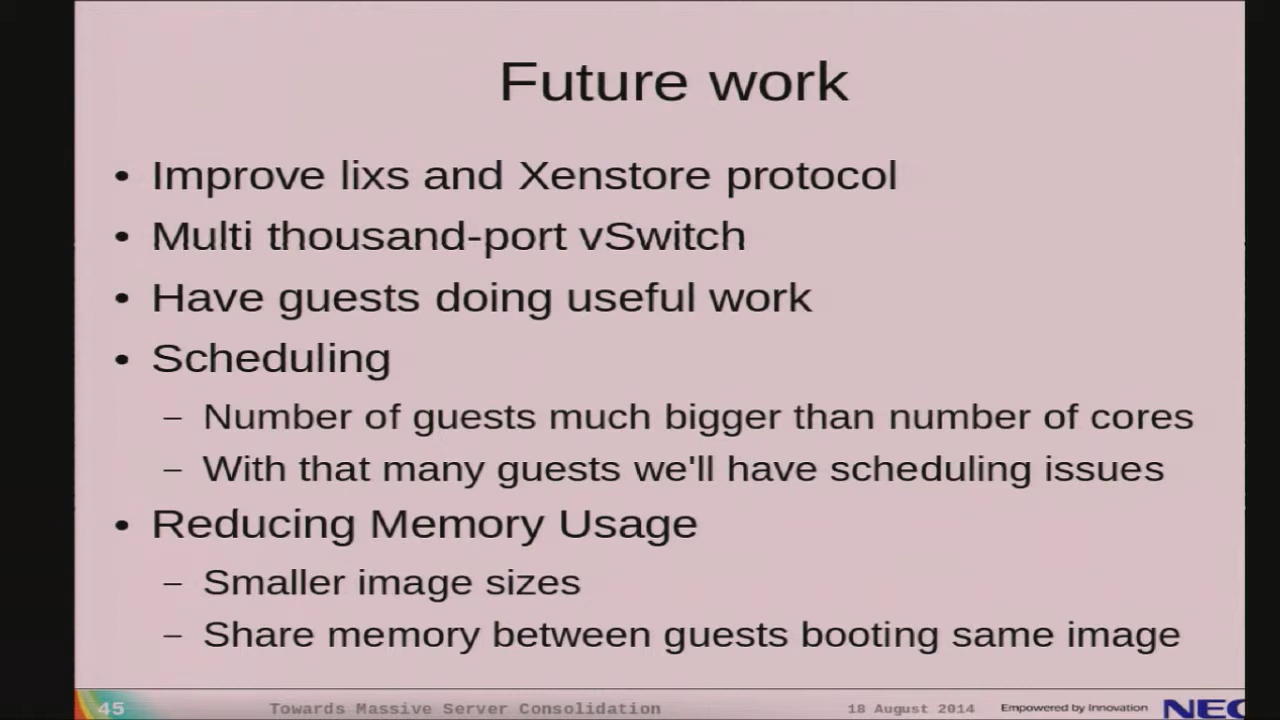 Future work
• Improve lixs and Xenstore protocol
• Multi thousand-port vSwitch
• Have guests doing useful work
• Scheduling
– Number of guests much bigger than number of cores
– With that many guests we'll have scheduling issues
• Reducing Memory Usage
– Smaller image sizes
– Share memory between guests booting same image
45 Towards Massive Server Consolidation 18 August 2014 Empowered by Innovation NEC